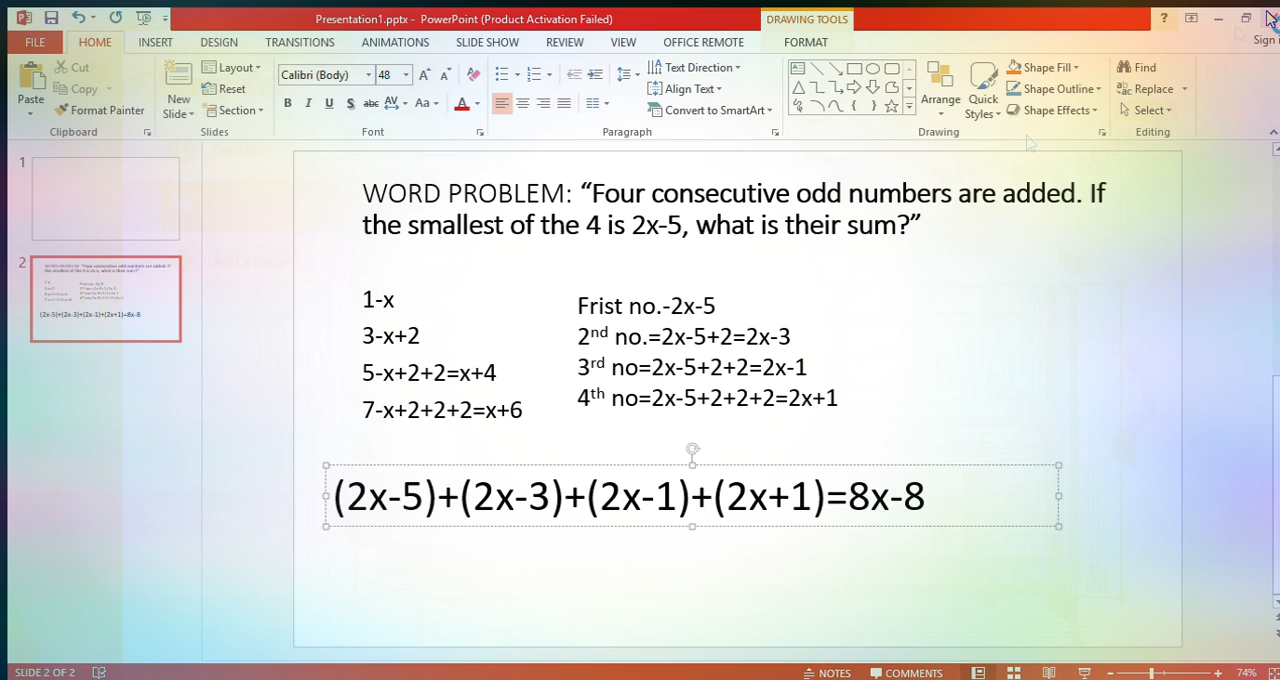 Presentation1.pptx - PowerPoint (Product Activation Failed)
DRAWING TOOLS
?
Sign i
FILE HOME INSERT DESIGN TRANSITIONS ANIMATIONS SLIDE SHOW REVIEW VIEW OFFICE REMOTE FORMAT
Paste
Cut
Copy
Format Painter
Clipboard
New Slide
Layout
Reset
Section
Slides
Calibri (Body) 48
B I U S abc AV Aa A
Font
Text Direction
Align Text
Convert to SmartArt
Paragraph
Arrange
Quick Styles
Shape Fill
Shape Outline
Shape Effects
Drawing
Find
Replace
Select
Editing
1
2
WORD PROBLEM: “Four consecutive odd numbers are added. If
the smallest of the 4 is 2x-5, what is their sum?”
1-x
3-x+2
5-x+2+2=x+4
7-x+2+2+2=x+6
Frist no.-2x-5
2nd no.=2x-5+2=2x-3
3rd no=2x-5+2+2=2x-1
4th no=2x-5+2+2+2=2x+1
(2x-5)+(2x-3)+(2x-1)+(2x+1)=8x-8
SLIDE 2 OF 2
NOTES
COMMENTS
74%